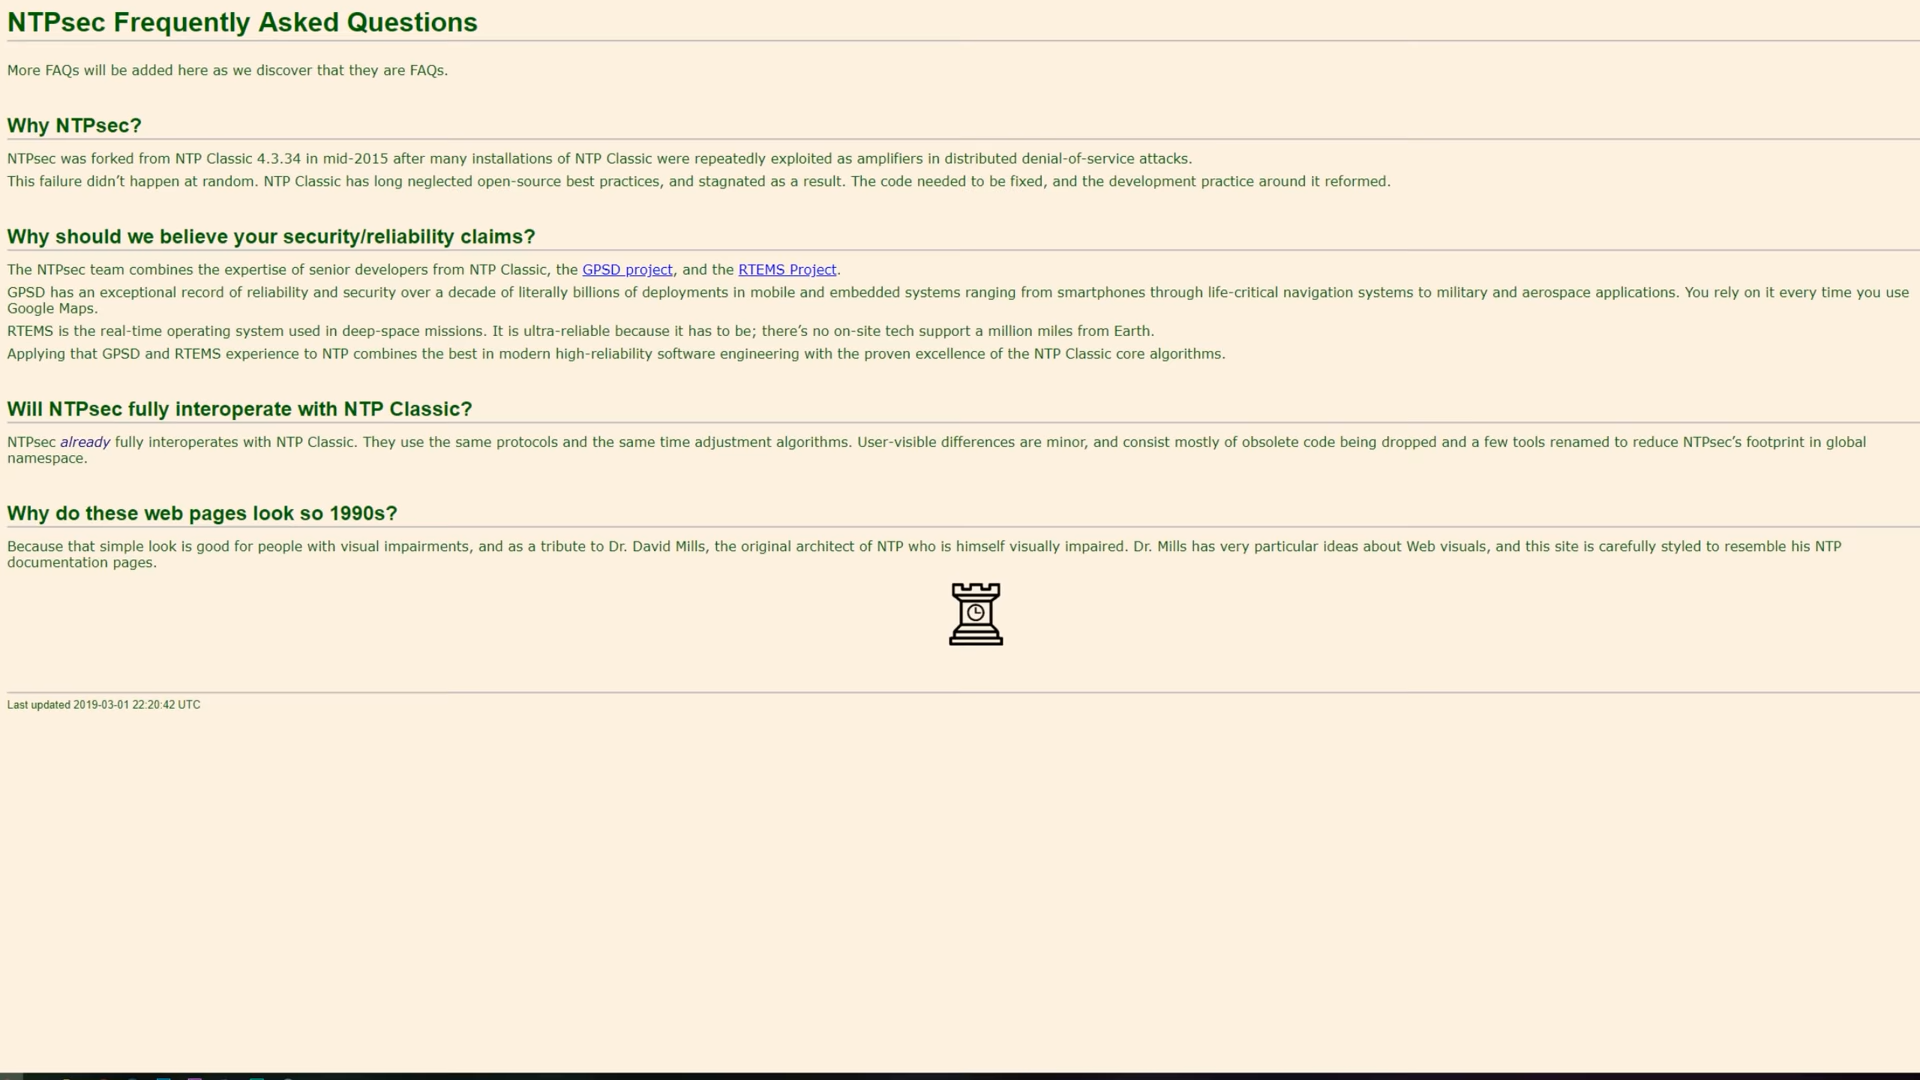 NTPsec Frequently Asked Questions
More FAQs will be added here as we discover that they are FAQs.
Why NTPsec?
NTPsec was forked from NTP Classic 4.3.34 in mid-2015 after many installations of NTP Classic were repeatedly exploited as amplifiers in distributed denial-of-service attacks.
This failure didn’t happen at random. NTP Classic has long neglected open-source best practices, and stagnated as a result. The code needed to be fixed, and the development practice around it reformed.
Why should we believe your security/reliability claims?
The NTPsec team combines the expertise of senior developers from NTP Classic, the GPSD project, and the RTEMS Project.
GPSD has an exceptional record of reliability and security over a decade of literally billions of deployments in mobile and embedded systems ranging from smartphones through life-critical navigation systems to military and aerospace applications. You rely on it every time you use
Google Maps.
RTEMS is the real-time operating system used in deep-space missions. It is ultra-reliable because it has to be; there’s no on-site tech support a million miles from Earth.
Applying that GPSD and RTEMS experience to NTP combines the best in modern high-reliability software engineering with the proven excellence of the NTP Classic core algorithms.
Will NTPsec fully interoperate with NTP Classic?
NTPsec already fully interoperates with NTP Classic. They use the same protocols and the same time adjustment algorithms. User-visible differences are minor, and consist mostly of obsolete code being dropped and a few tools renamed to reduce NTPsec’s footprint in global
namespace.
Why do these web pages look so 1990s?
Because that simple look is good for people with visual impairments, and as a tribute to Dr. David Mills, the original architect of NTP who is himself visually impaired. Dr. Mills has very particular ideas about Web visuals, and this site is carefully styled to resemble his NTP
documentation pages.
Last updated 2019-03-01 22:20:42 UTC